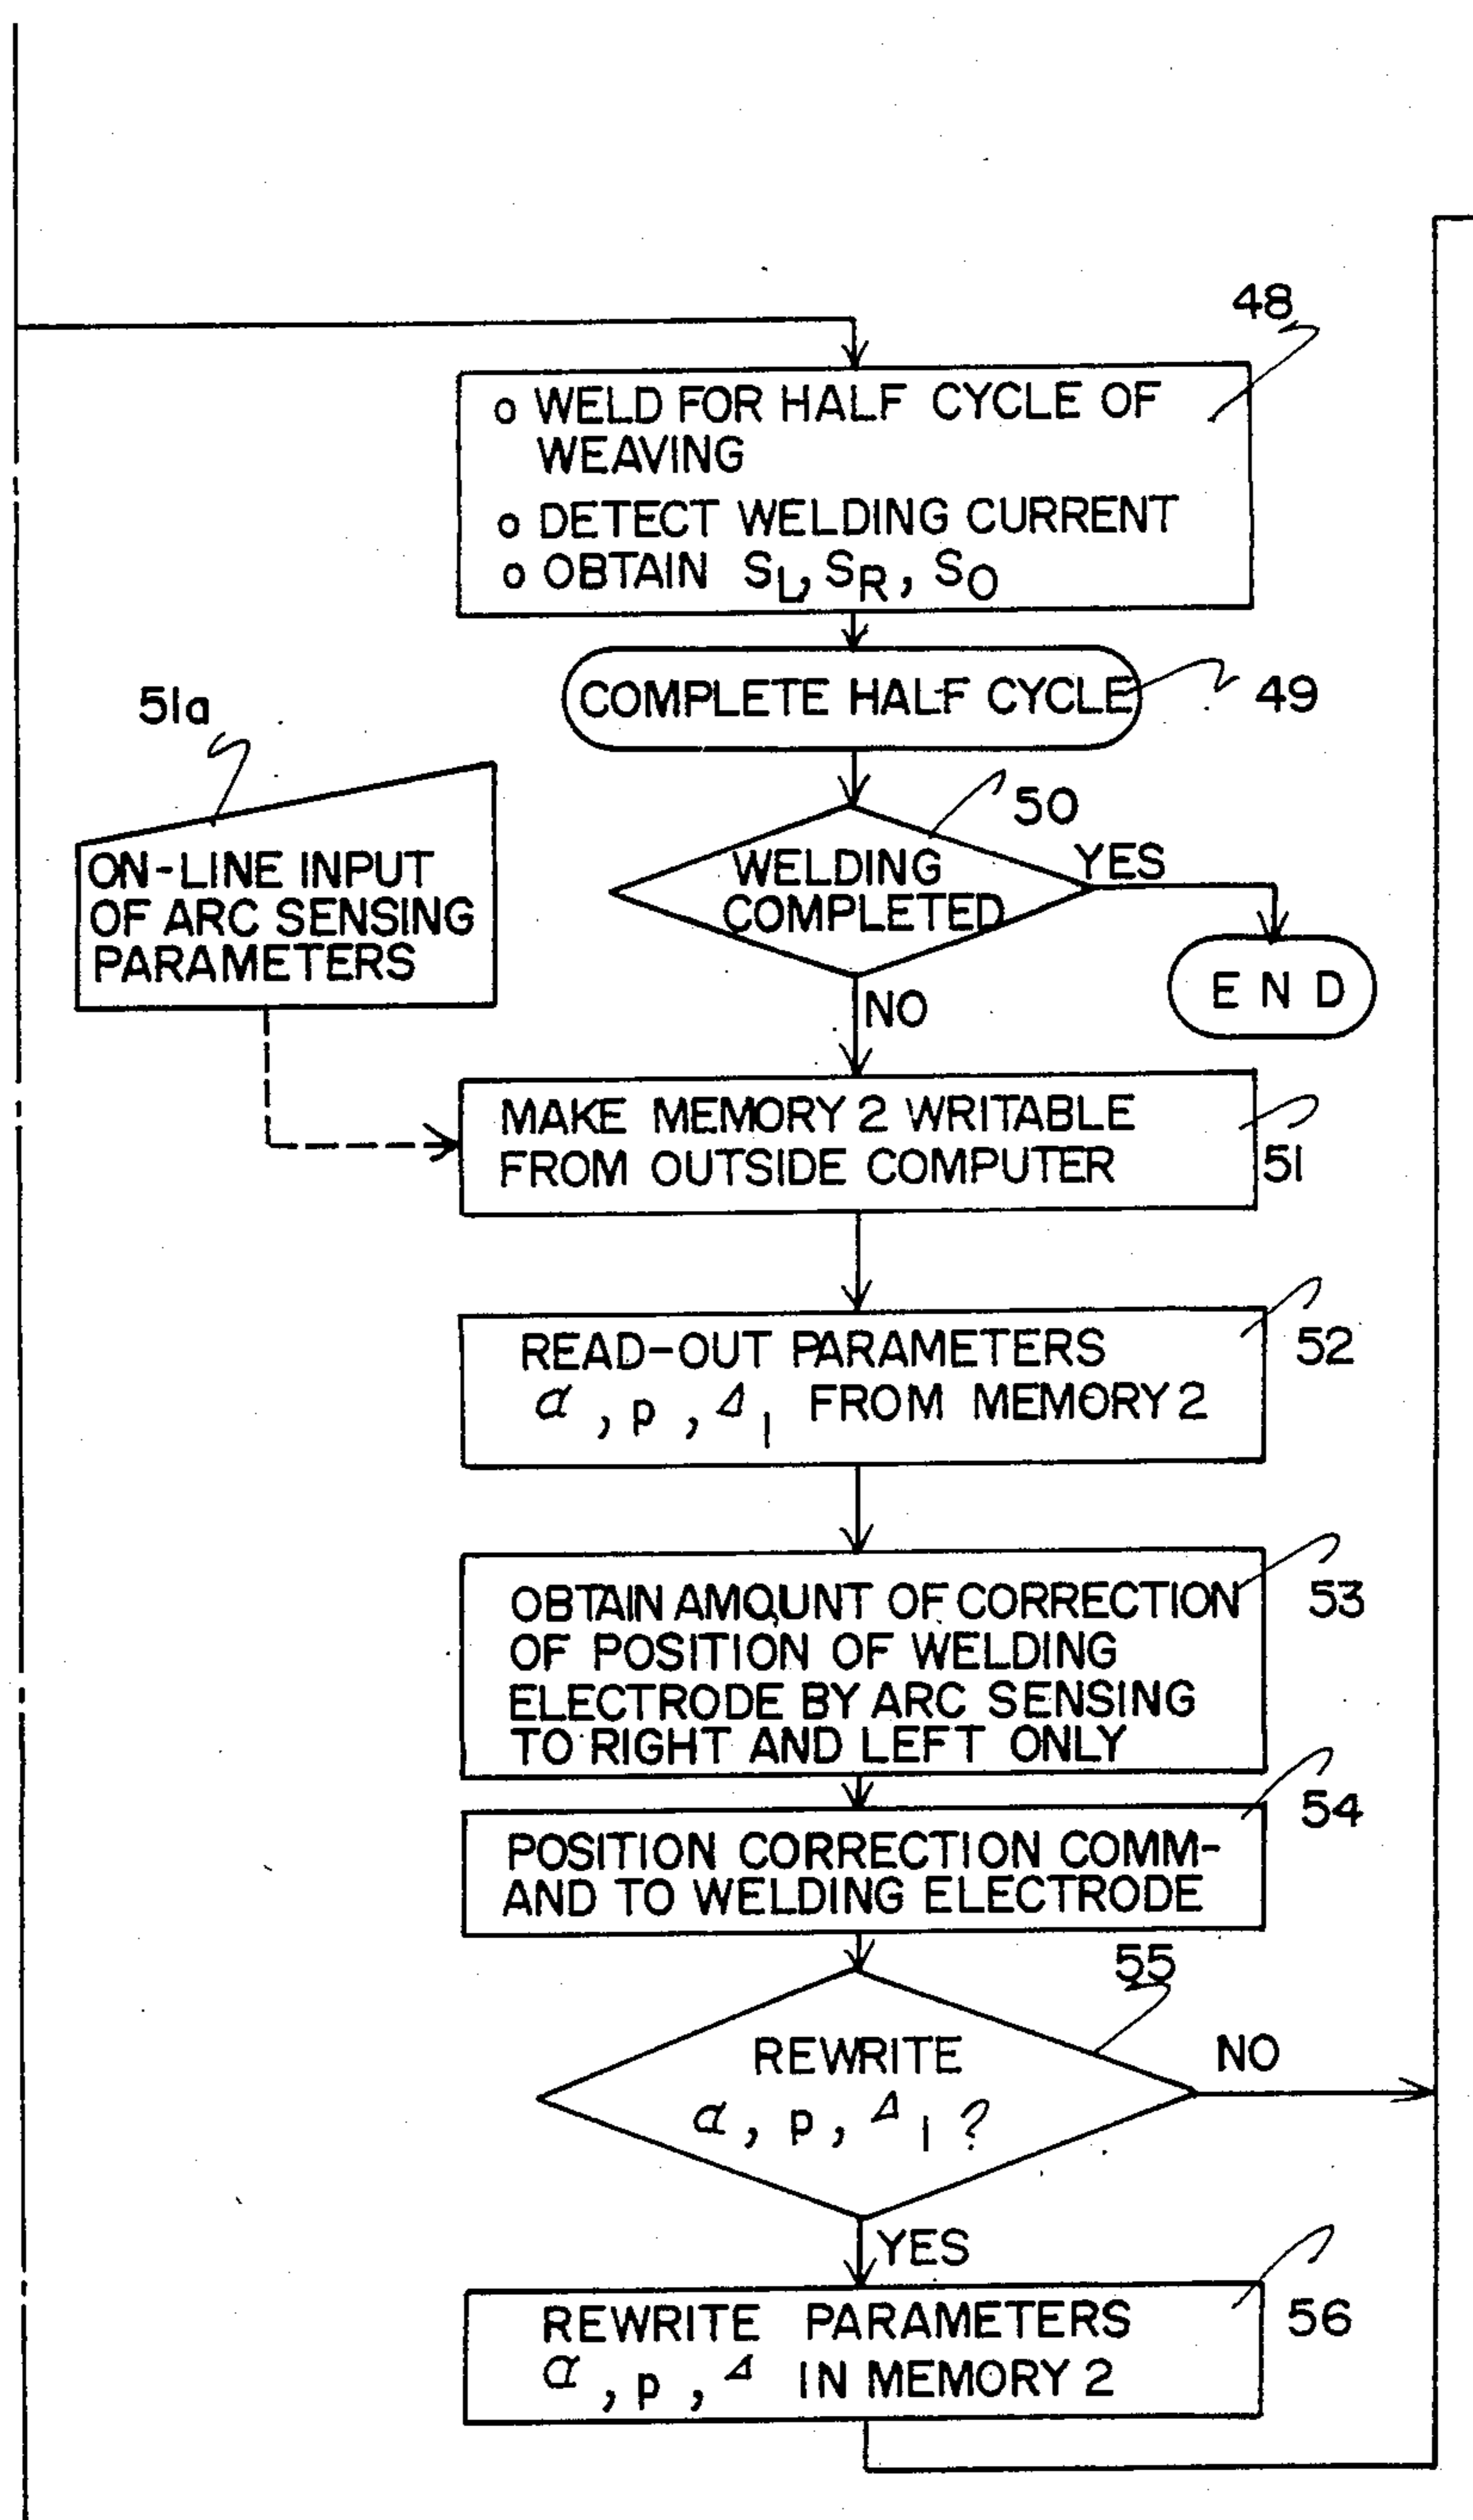 48
o WELD FOR HALF CYCLE OF
WEAVING
o DETECT WELDING CURRENT
o OBTAIN SL, SR, SO
COMPLETE HALF CYCLE
49
51a
50
WELDING
COMPLETED
YES
ON-LINE INPUT
OF ARC SENSING
PARAMETERS
END
NO
MAKE MEMORY 2 WRITABLE
FROM OUTSIDE COMPUTER
51
READ-OUT PARAMETERS
α, p, Δ1 FROM MEMORY 2
52
OBTAIN AMOUNT OF CORRECTION
OF POSITION OF WELDING
ELECTRODE BY ARC SENSING
TO RIGHT AND LEFT ONLY
53
54
POSITION CORRECTION COMM-
AND TO WELDING ELECTRODE
55
REWRITE
α, p, Δ1?
NO
YES
REWRITE PARAMETERS
α, p, Δ IN MEMORY 2
56